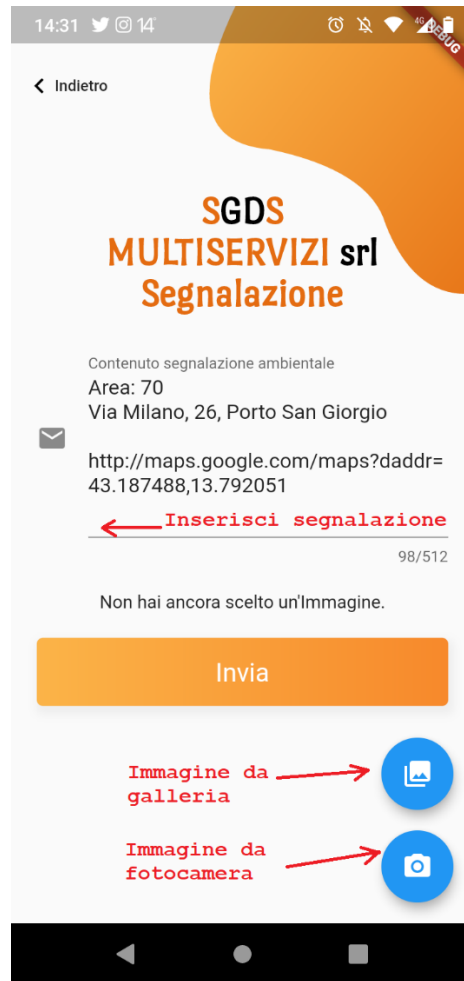 14:31 14°
4G
DEBUG
Indietro
SGDS
MULTISERVIZI srl
Segnalazione
Contenuto segnalazione ambientale
Area: 70
Via Milano, 26, Porto San Giorgio
http://maps.google.com/maps?daddr=
43.187488,13.792051
Inserisci segnalazione
98/512
Non hai ancora scelto un'Immagine.
Invia
Immagine da
galleria
Immagine da
fotocamera